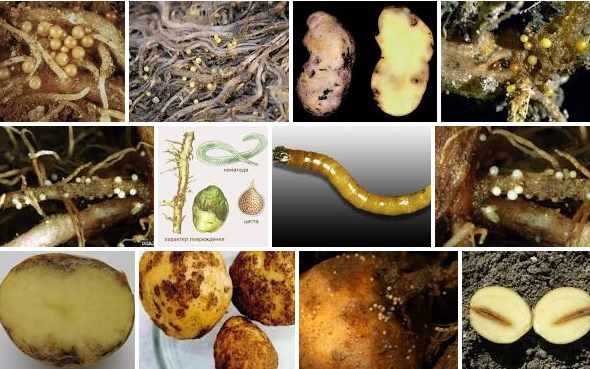 нематода
циста
характер повреждения